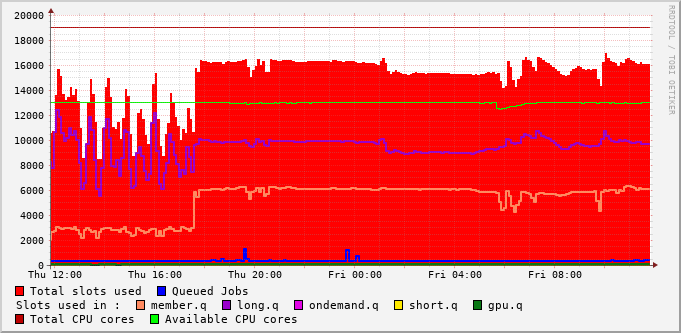 RRDTOOL / TOBI OETIKER
20000
18000
16000
14000
12000
10000
8000
6000
4000
2000
0
Thu 12:00 Thu 16:00 Thu 20:00 Fri 00:00 Fri 04:00 Fri 08:00
Total slots used Queued Jobs
Slots used in : member.q long.q ondemand.q short.q gpu.q
Total CPU cores Available CPU cores